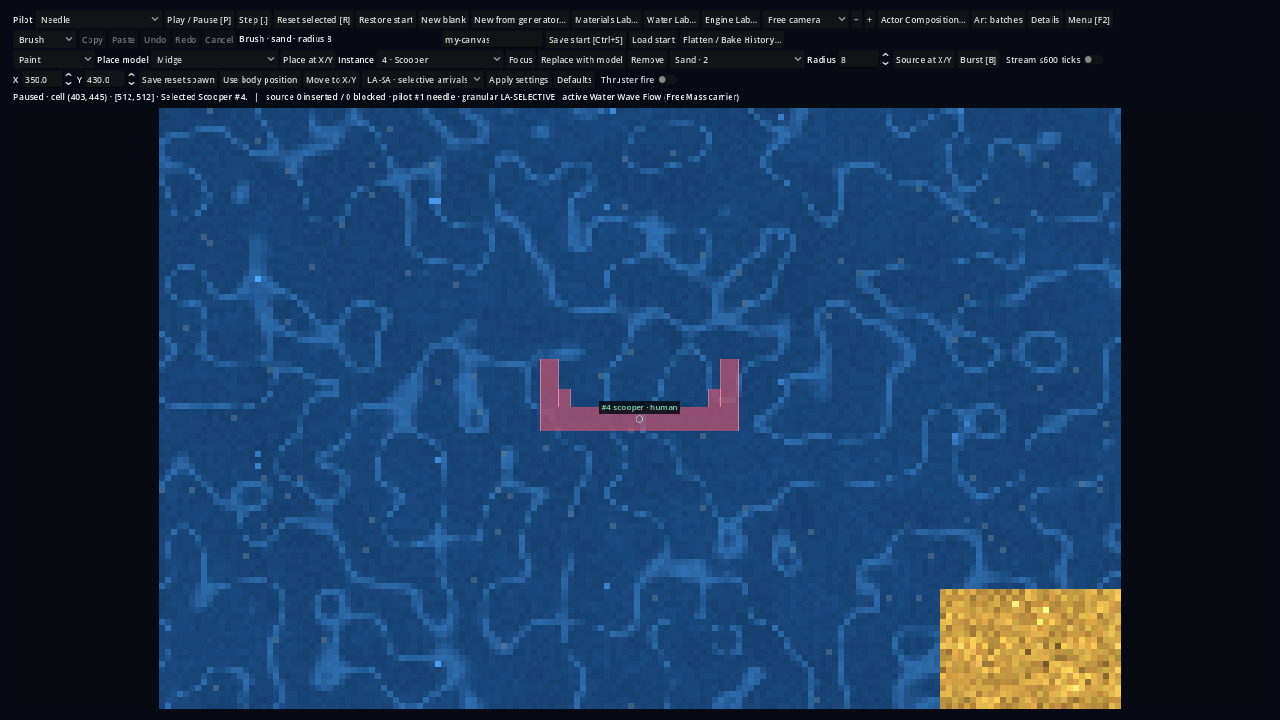 Pilot Needle Play / Pause [P] Step [.] Reset selected [R] Restore start New blank New from generator... Materials Lab... Water Lab... Engine Lab... Free camera − + Actor Composition... Art batches Details Menu [F2]
Brush Copy Paste Undo Redo Cancel Brush · sand · radius 8 my-canvas Save start [Ctrl+S] Load start Flatten / Bake History...
Paint Place model Midge Place at X/Y Instance 4 · Scooper Focus Replace with model Remove Sand · 2 Radius 8 Source at X/Y Burst [B] Stream ≤600 ticks
X 350.0 Y 430.0 Save resets pawn Use body position Move to X/Y LA-SA · selective arrivals Apply settings Defaults Thruster fire
Paused · cell (403, 445) · [512, 512] · Selected Scooper #4. | source 0 inserted / 0 blocked · pilot #1 needle · granular LA-SELECTIVE active Water Wave Flow (FreeMass carrier)
#4 scooper · human